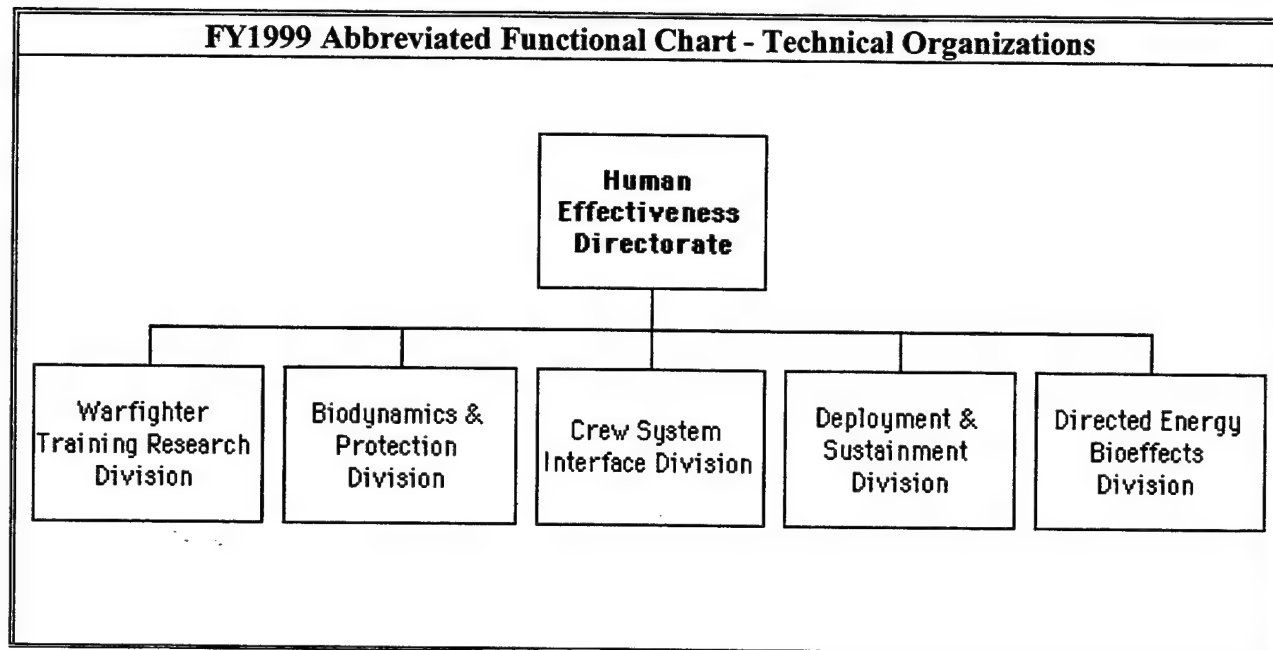 FY1999 Abbreviated Functional Chart - Technical Organizations
Human
Effectiveness
Directorate
Warfighter
Training Research
Division
Biodynamics &
Protection
Division
Crew System
Interface Division
Deployment &
Sustainment
Division
Directed Energy
Bioeffects
Division